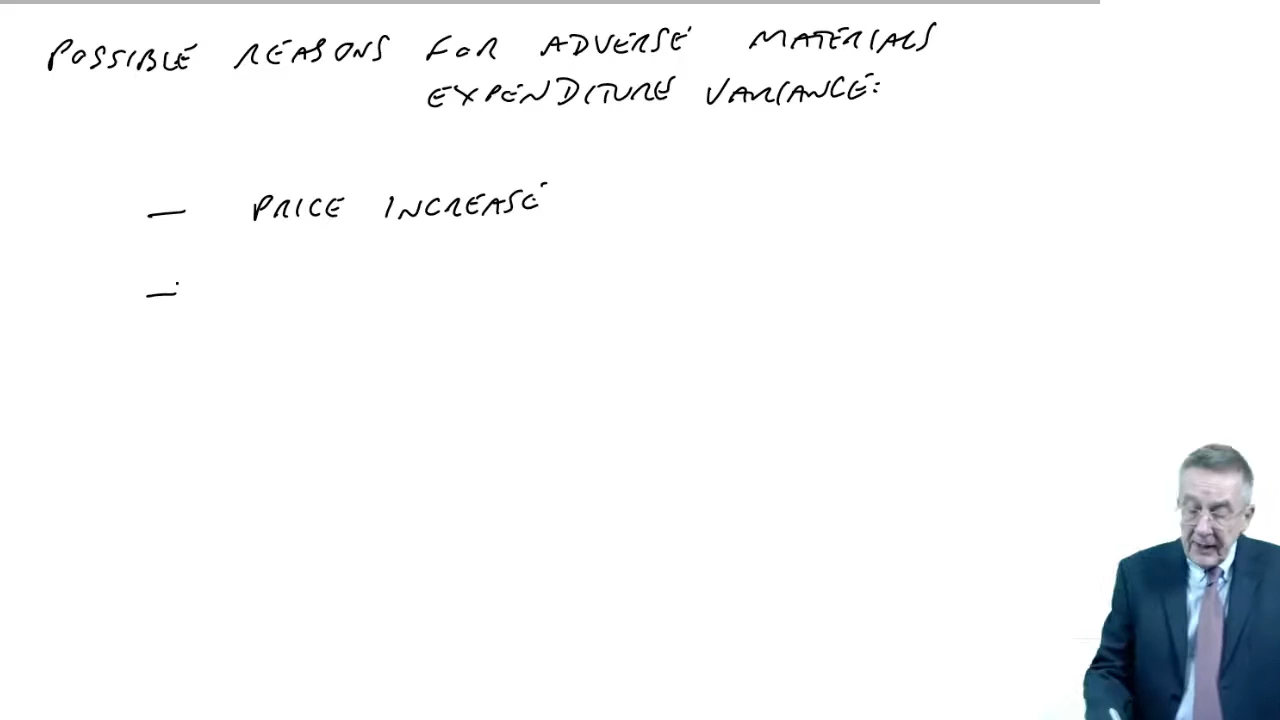 POSSIBLE REASONS FOR ADVERSE MATERIALS
EXPENDITURE VARIANCE:
— PRICE INCREASE
—